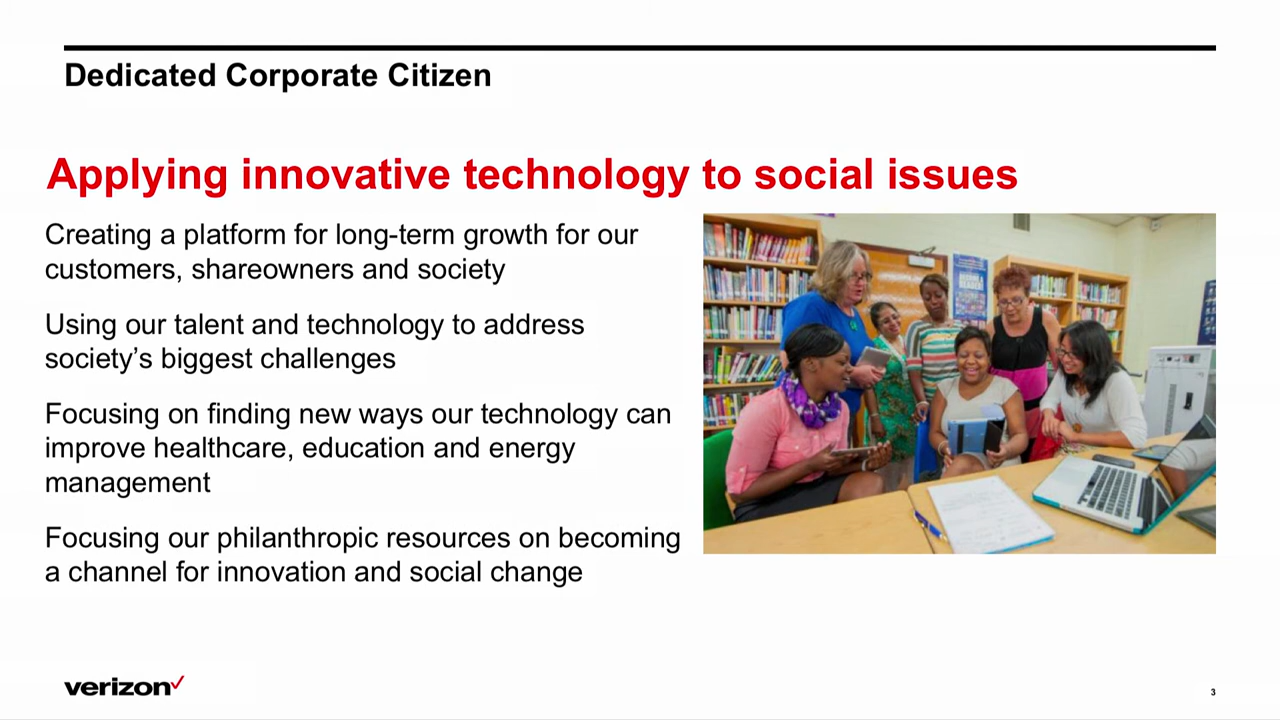 Dedicated Corporate Citizen
Applying innovative technology to social issues
Creating a platform for long-term growth for our
customers, shareowners and society
Using our talent and technology to address
society’s biggest challenges
Focusing on finding new ways our technology can
improve healthcare, education and energy
management
Focusing our philanthropic resources on becoming
a channel for innovation and social change
verizon
3